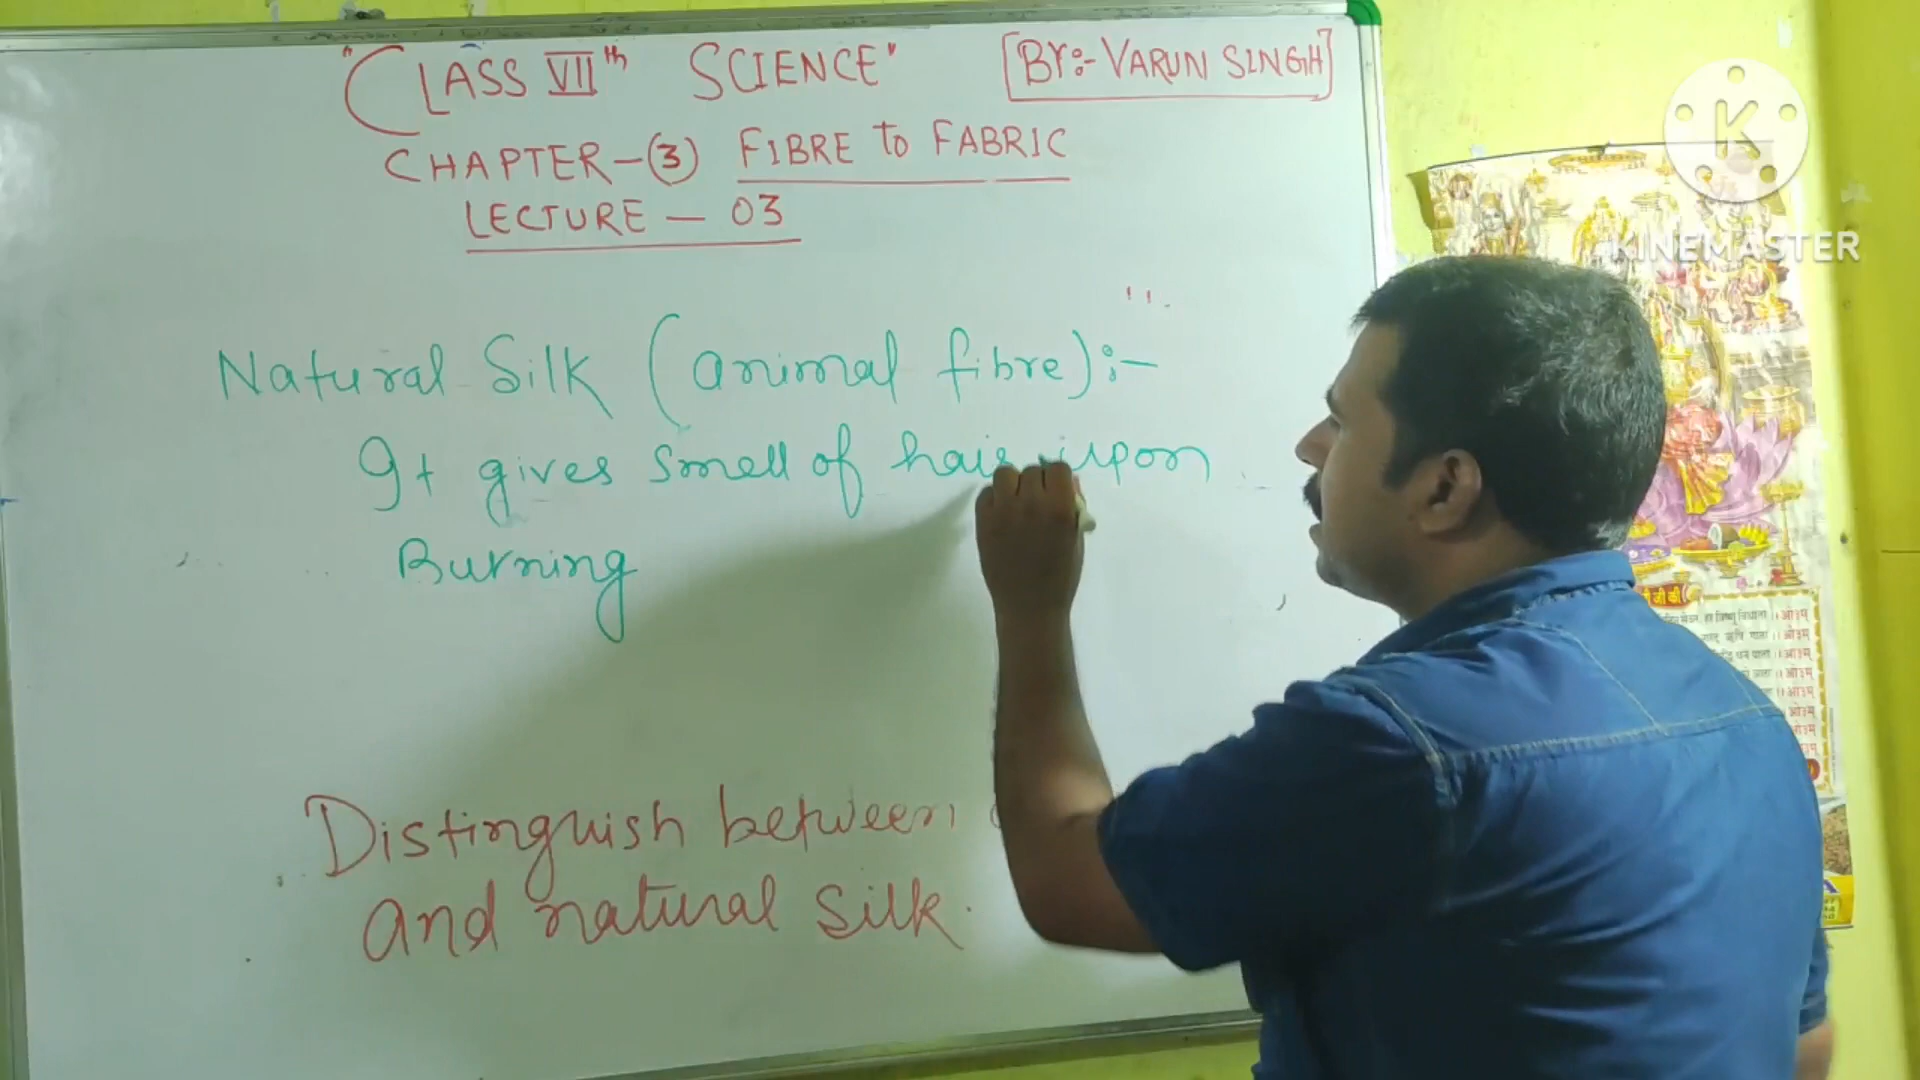 "CLASS VIIth SCIENCE"
[BY:- VARUN SINGH]
CHAPTER-(3) FIBRE to FABRIC
LECTURE - 03
Natural Silk (animal fibre):-
It gives smell of hair upon
Burning
Distinguish between
and natural silk.
K
KINEMASTER